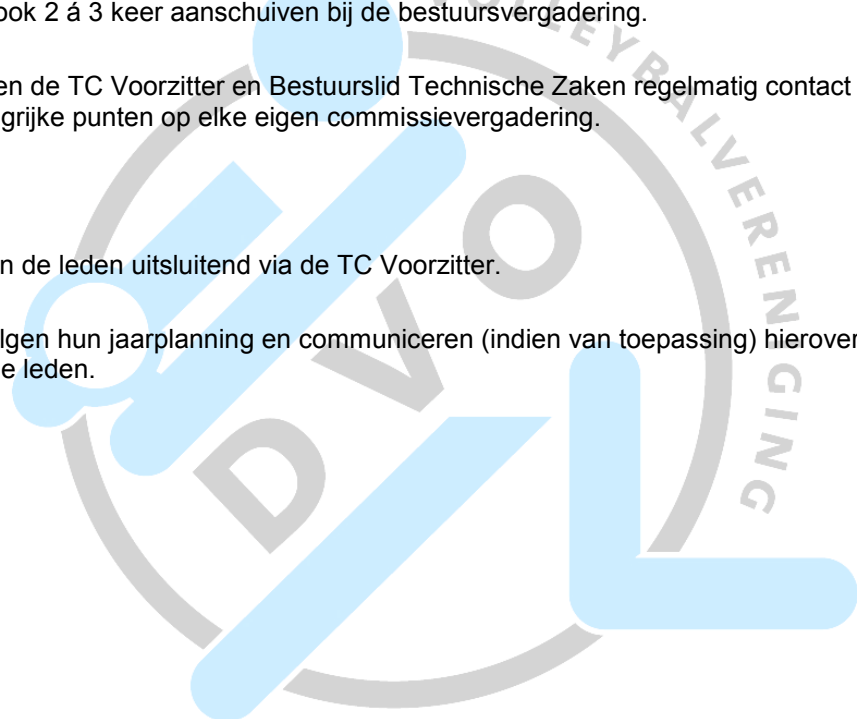 ook 2 á 3 keer aanschuiven bij de bestuursvergadering.
en de TC Voorzitter en Bestuurslid Technische Zaken regelmatig contact
grijke punten op elke eigen commissievergadering.
n de leden uitsluitend via de TC Voorzitter.
lgen hun jaarplanning en communiceren (indien van toepassing) hierover
e leden.
VOLLEYBALVERENIGING
DVO